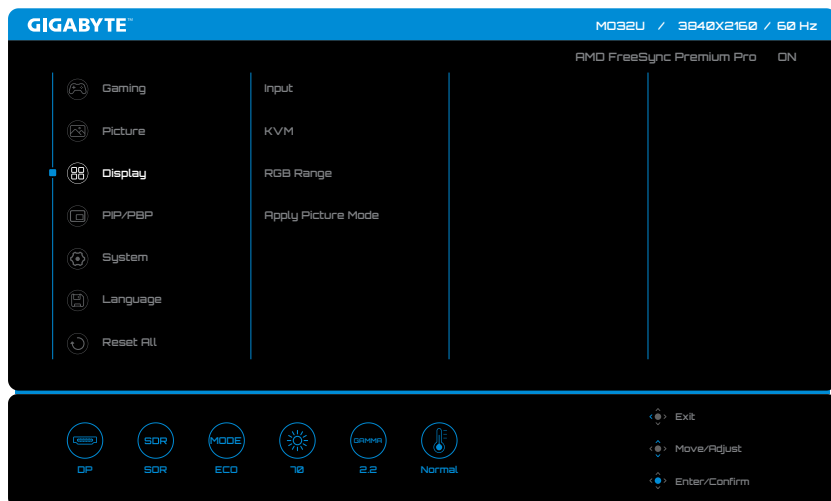 GIGABYTE™
MO32U / 3840X2160 / 60 Hz
AMD FreeSync Premium Pro ON
Gaming
Input
Picture
KVM
Display
RGB Range
PIP/PBP
Apply Picture Mode
System
Language
Reset All
SDR
MODE
GAMMA
DP
SDR
ECO
70
2.2
Normal
Exit
Move/Adjust
Enter/Confirm